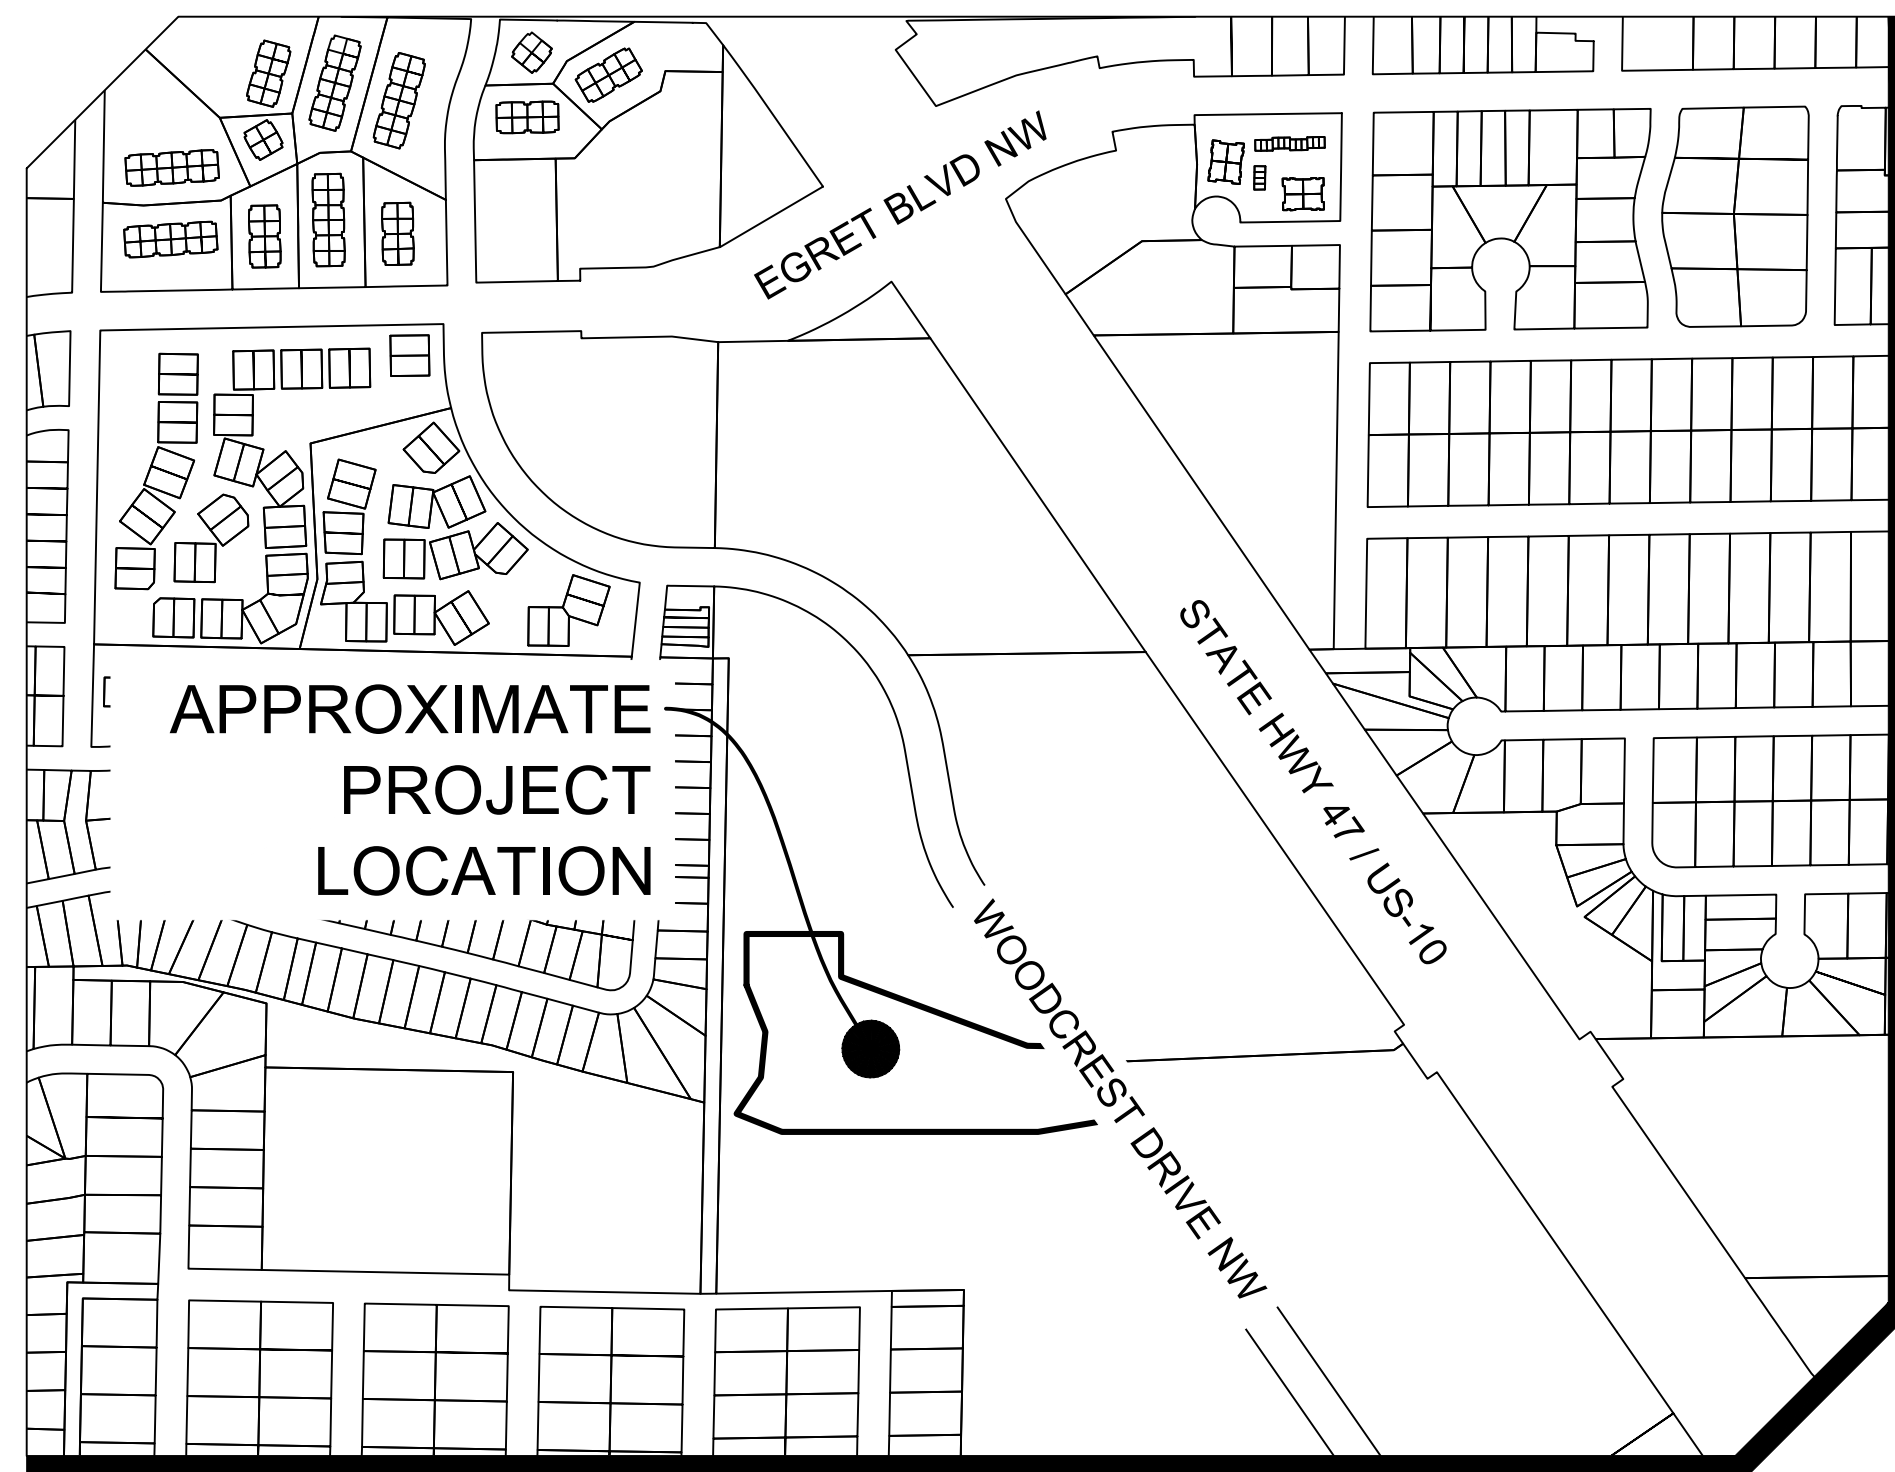 EGRET BLVD NW
STATE HWY 47 / US-10
APPROXIMATE
PROJECT
LOCATION
WOODCREST DRIVE NW